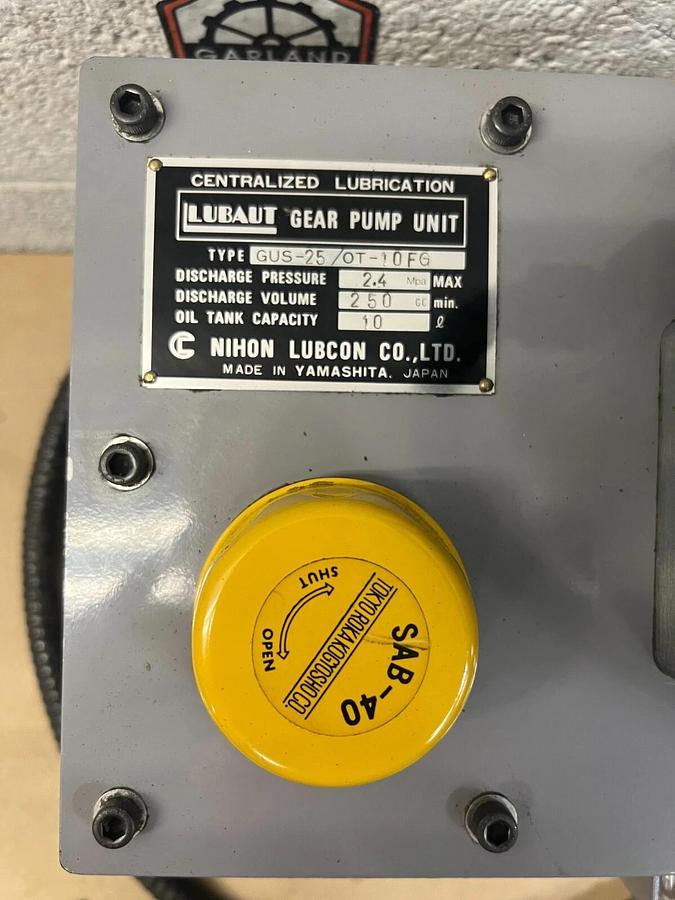 GARLAND
CENTRALIZED LUBRICATION
LUBAUT GEAR PUMP UNIT
TYPE GUS-25/OT-10FG
DISCHARGE PRESSURE 2.4 Mpa MAX
DISCHARGE VOLUME 250 cc min.
OIL TANK CAPACITY 10 ℓ
NIHON LUBCON CO.,LTD.
MADE IN YAMASHITA. JAPAN
SHUT
OPEN
TOKYO ROKAKOGYOSHO CO.
SAB-40